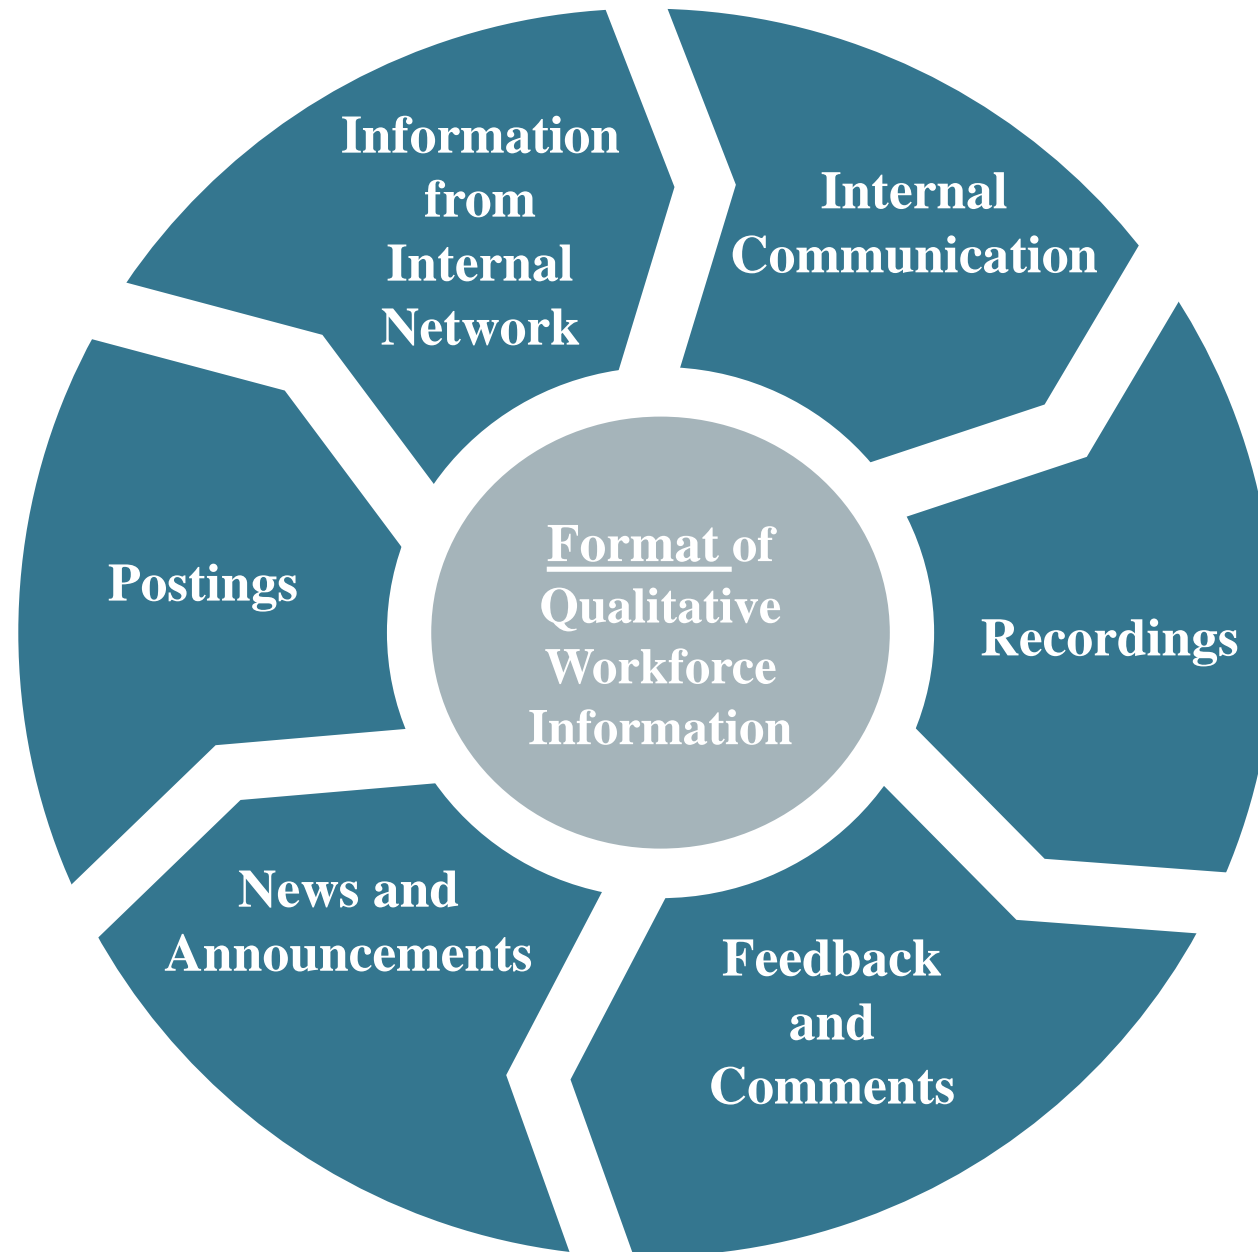 Information
from
Internal
Network
Internal
Communication
Recordings
Feedback
and
Comments
News and
Announcements
Postings
Format of
Qualitative
Workforce
Information